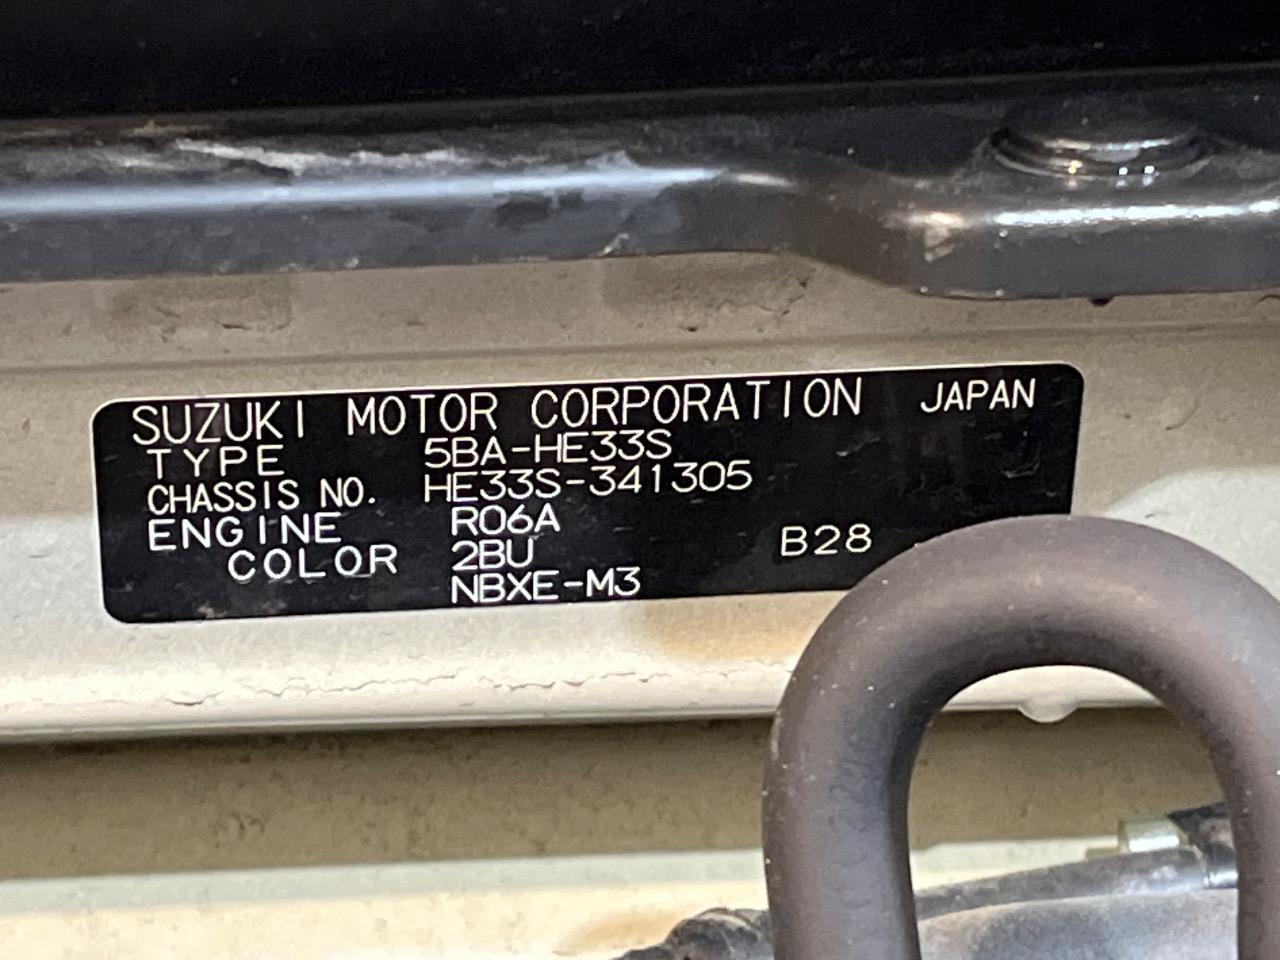 SUZUKI MOTOR CORPORATION JAPAN
TYPE 5BA-HE33S
CHASSIS NO. HE33S-341305
ENGINE R06A
COLOR 2BU B28
NBXE-M3